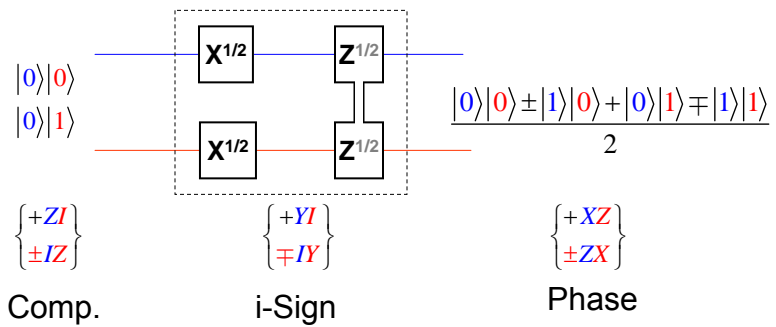 |0⟩|0⟩
|0⟩|1⟩
X1/2 Z1/2
X1/2 Z1/2
|0⟩|0⟩±|1⟩|0⟩+|0⟩|1⟩∓|1⟩|1⟩
2
{+ZI
±IZ}
{+YI
∓IY}
{+XZ
±ZX}
Comp. i-Sign Phase